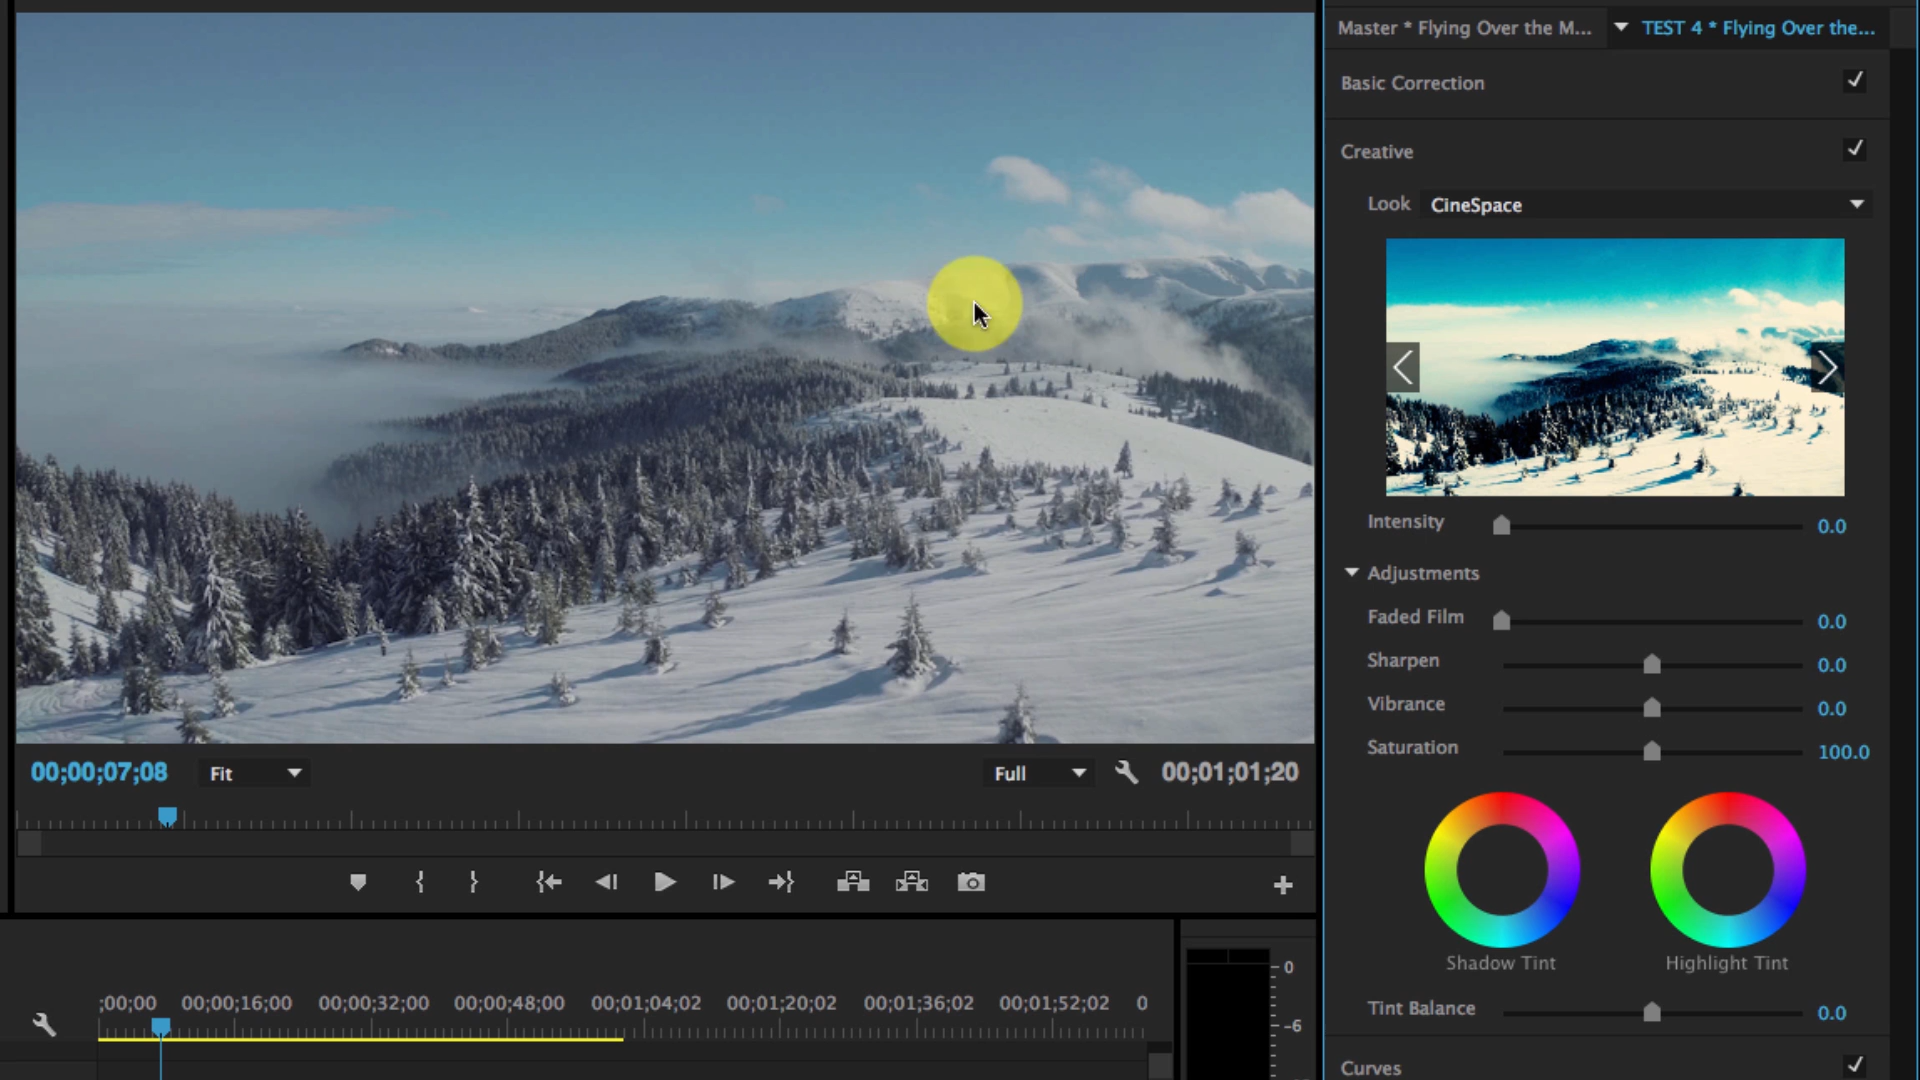 Master * Flying Over the M...
TEST 4 * Flying Over the...
Basic Correction
Creative
Look
CineSpace
Intensity
0.0
Adjustments
Faded Film
0.0
Sharpen
0.0
Vibrance
0.0
Saturation
100.0
Shadow Tint
Highlight Tint
Tint Balance
0.0
Curves
00;00;07;08
Fit
Full
00;01;01;20
;00;00
00;00;16;00
00;00;32;00
00;00;48;00
00;01;04;02
00;01;20;02
00;01;36;02
00;01;52;02
0
0
-6